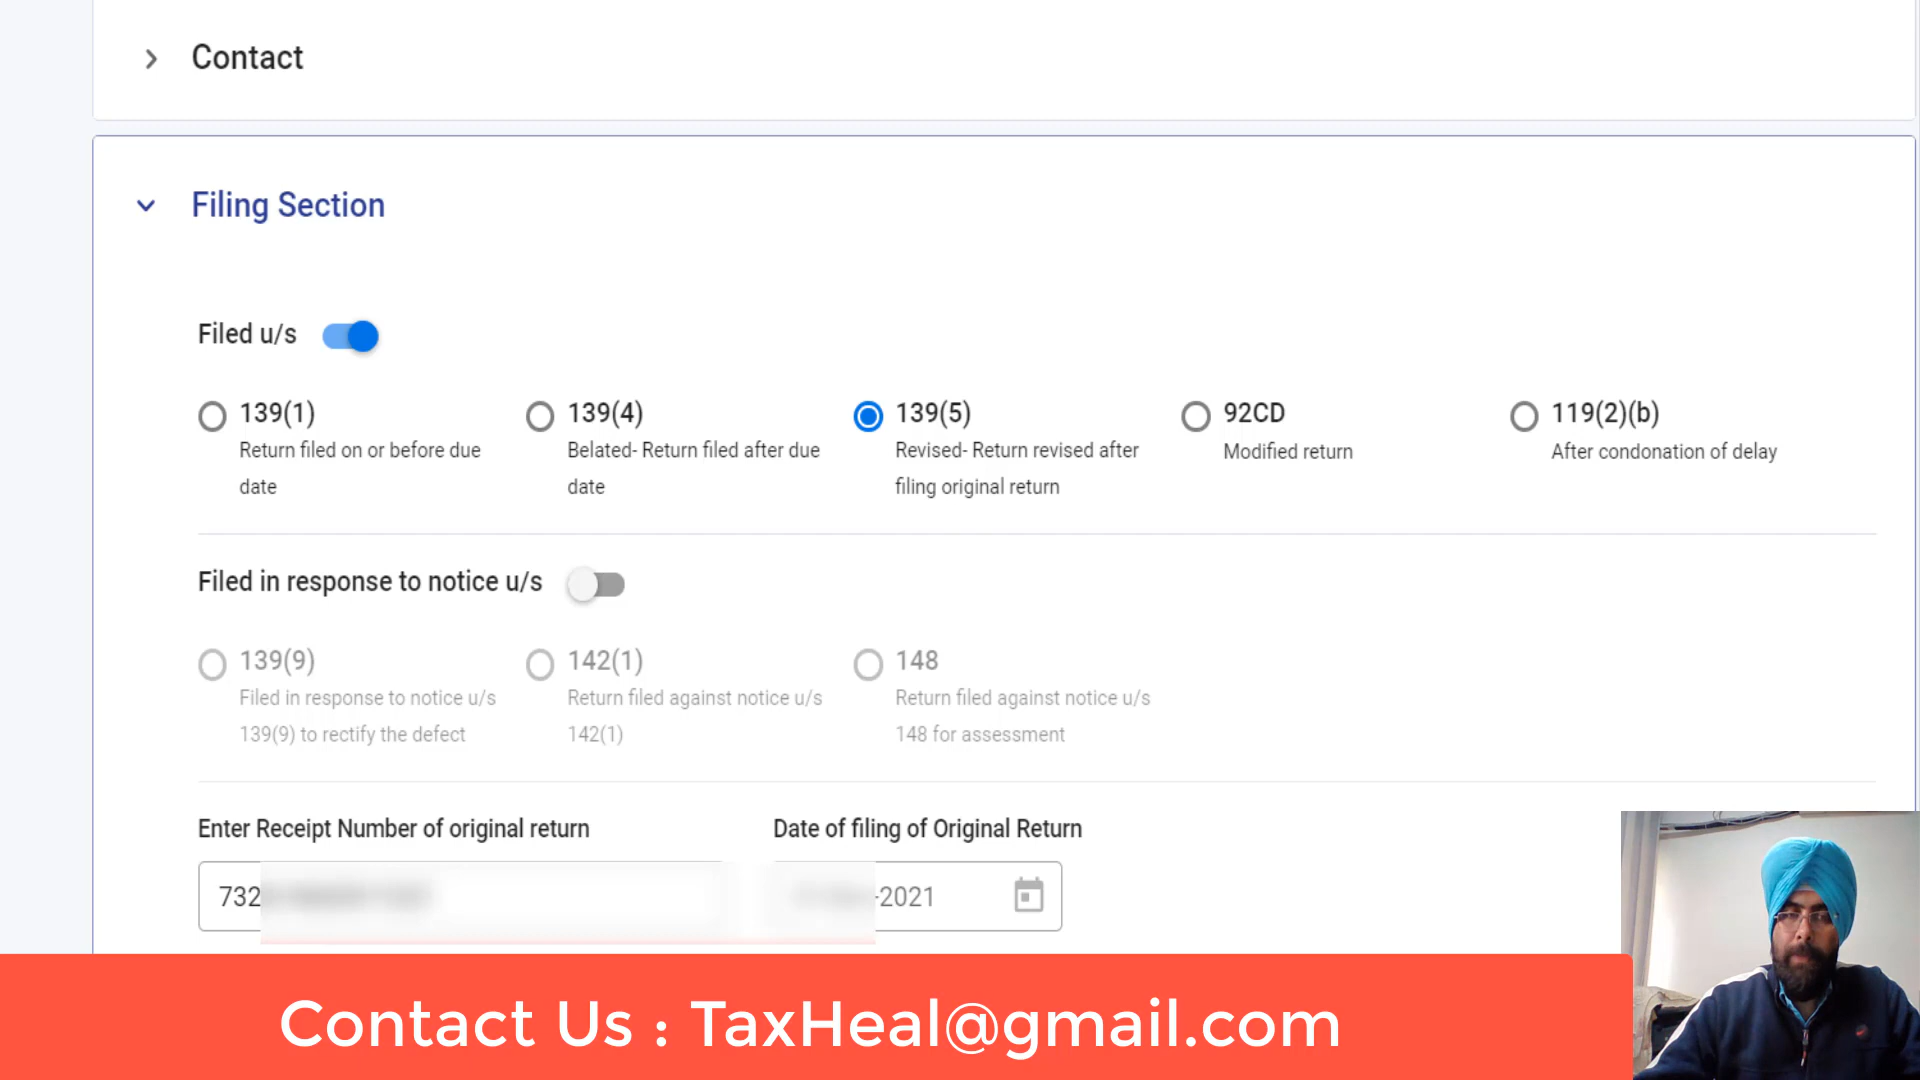 Contact
Filing Section
Filed u/s
139(1)
Return filed on or before due
date
139(4)
Belated- Return filed after due
date
139(5)
Revised- Return revised after
filing original return
92CD
Modified return
119(2)(b)
After condonation of delay
Filed in response to notice u/s
139(9)
Filed in response to notice u/s
139(9) to rectify the defect
142(1)
Return filed against notice u/s
142(1)
148
Return filed against notice u/s
148 for assessment
Enter Receipt Number of original return
732
Date of filing of Original Return
-2021
Contact Us : TaxHeal@gmail.com